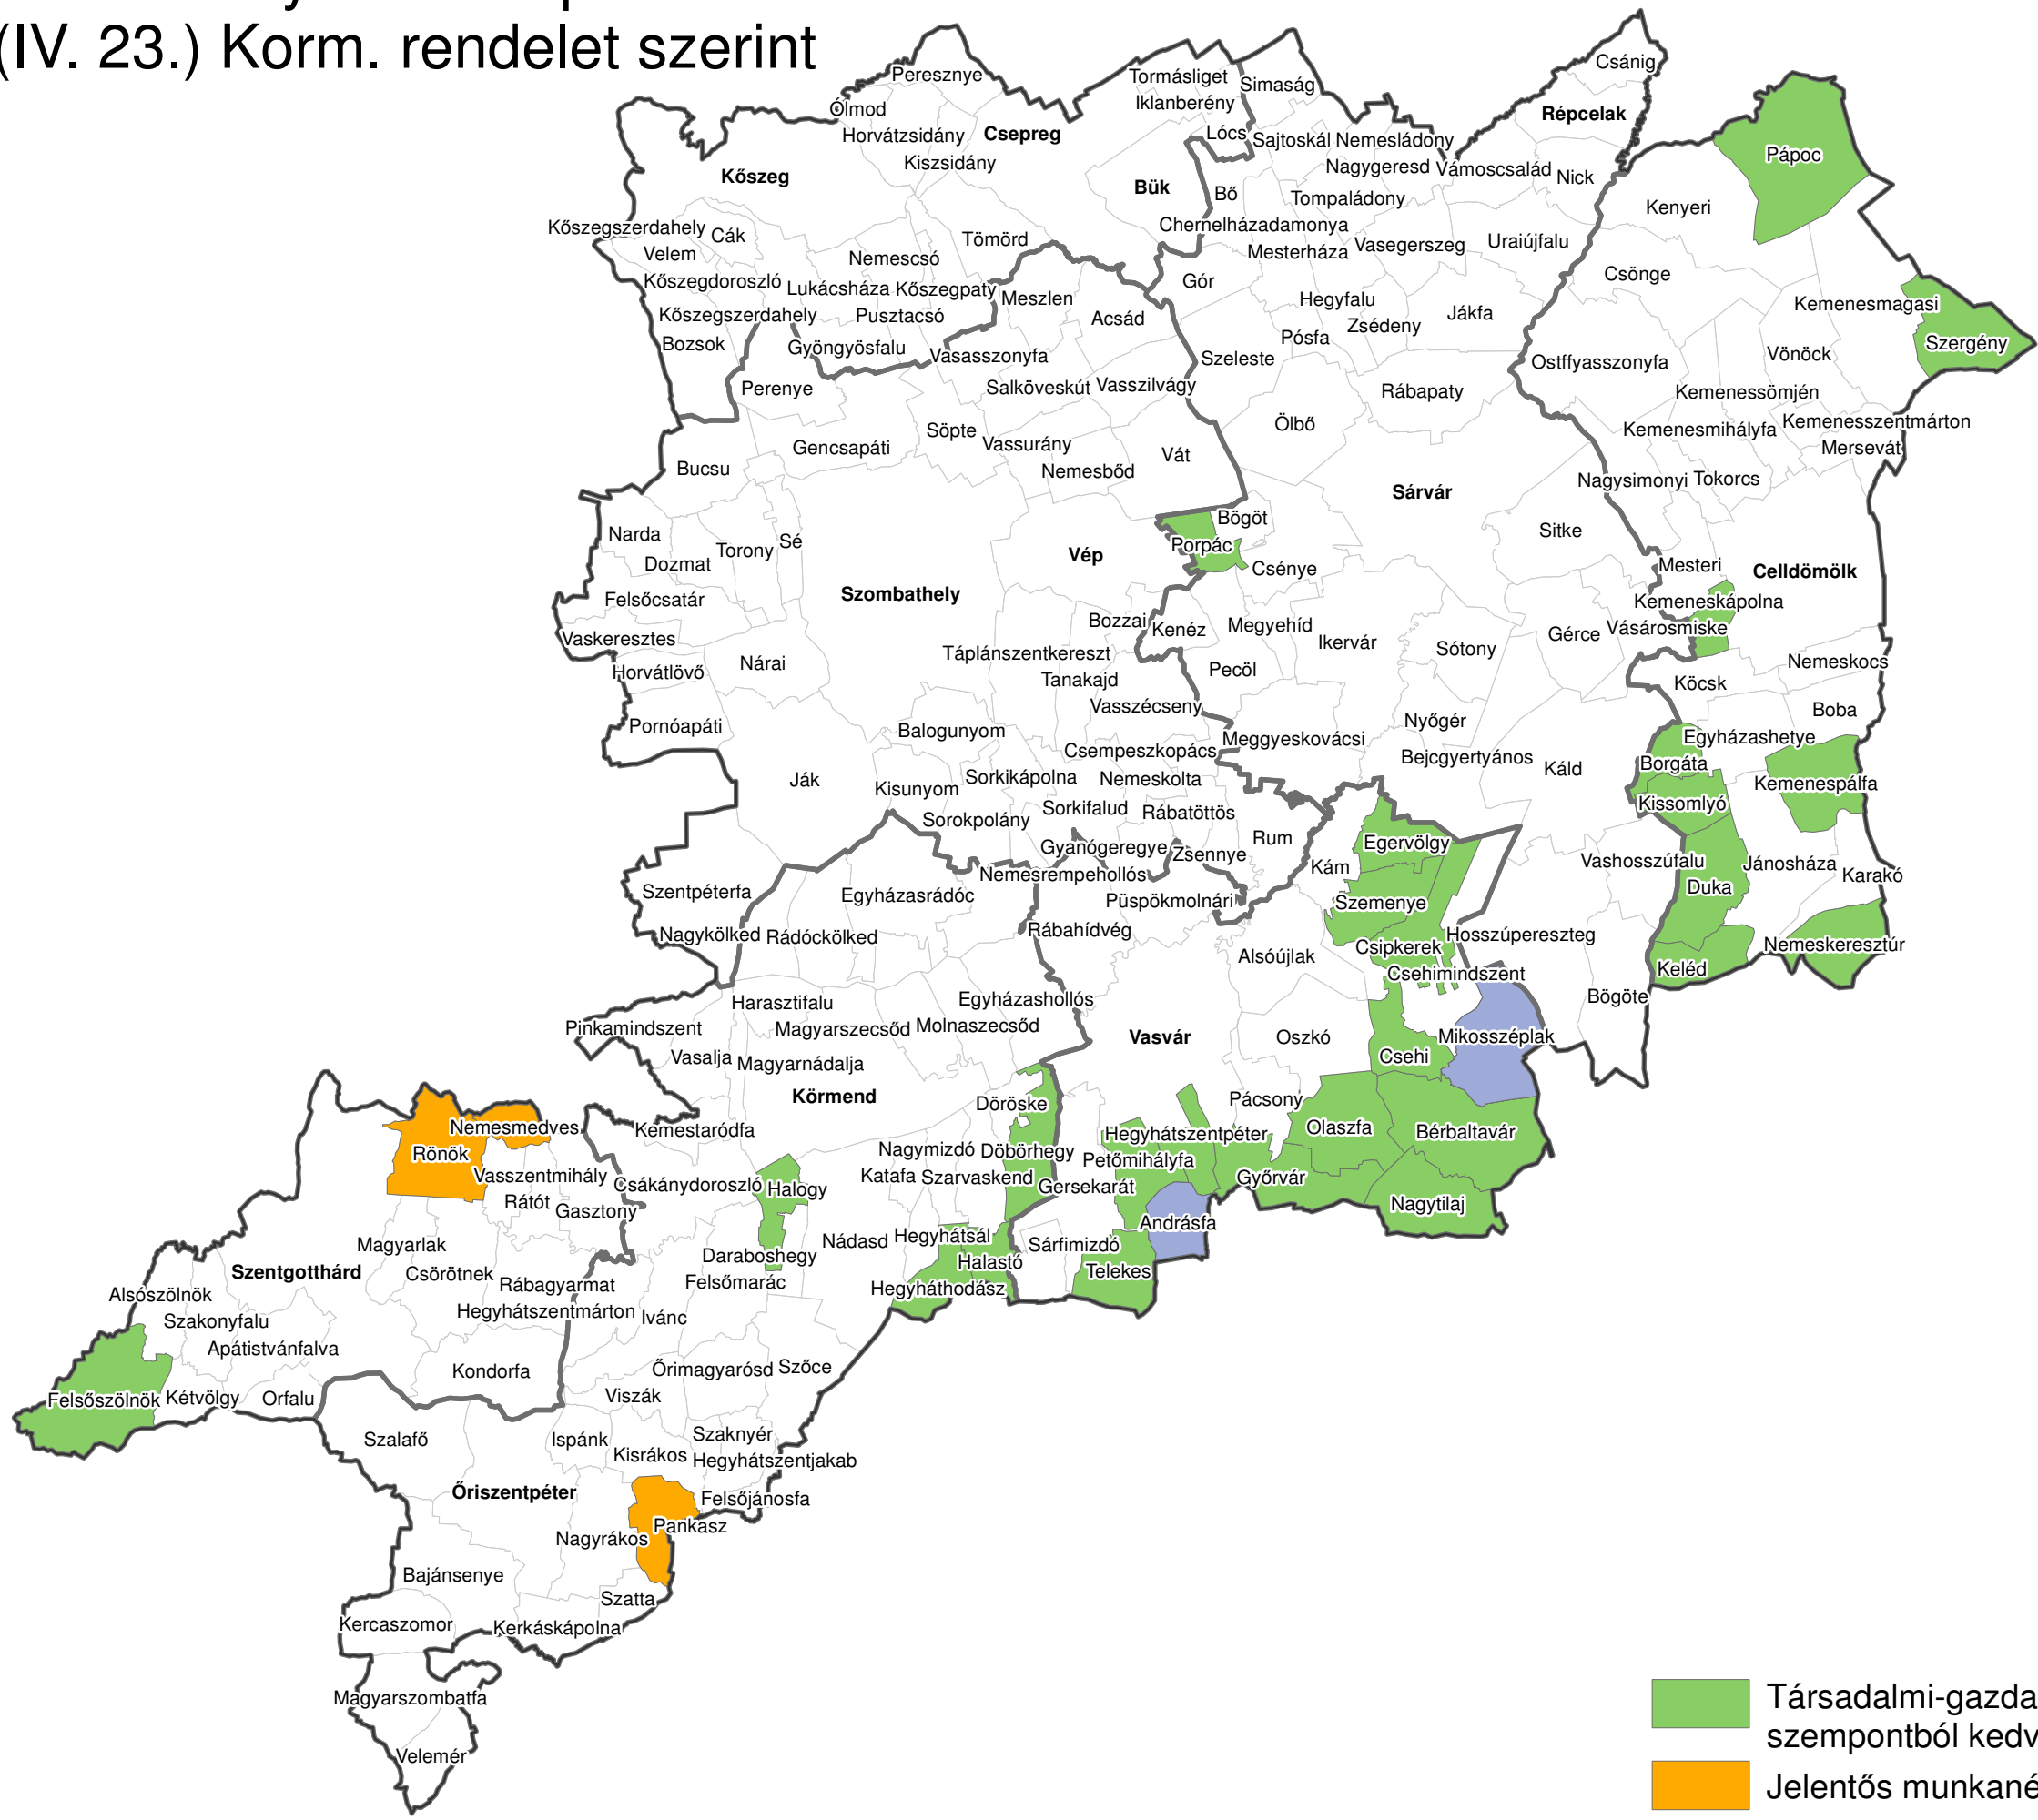 (IV. 23.) Korm. rendelet szerint
Csánig
Peresznye
Tormásliget
Simaság
Ólmod
Iklanberény
Répcelak
Horvátzsidány
Csepreg
Lócs
Sajtoskál
Nemesládony
Pápoc
Kiszsidány
Nagygeresd
Vámoscsalád
Nick
Kőszeg
Bük
Bő
Tompaládony
Kenyeri
Kőszegszerdahely
Cák
Tömörd
Chernelházadamonya
Vasegerszeg
Uraiújfalu
Velem
Nemescsó
Mesterháza
Csönge
Kőszegdoroszló
Lukácsháza
Kőszegpaty
Meszlen
Gór
Hegyfalu
Kemenesmagasi
Kőszegszerdahely
Pusztacsó
Acsád
Zsédeny
Jákfa
Bozsok
Gyöngyösfalu
Vasasszonyfa
Szeleste
Pósfa
Ostffyasszonyfa
Vönöck
Szergény
Perenye
Salköveskút
Vasszilvágy
Rábapaty
Kemenessömjén
Gencsapáti
Söpte
Vassurány
Ölbő
Kemenesmihályfa
Kemenesszentmárton
Bucsu
Nemesbőd
Vát
Mersevát
Nagysimonyi
Tokorcs
Sárvár
Narda
Torony
Sé
Vép
Bögöt
Sitke
Dozmat
Porpác
Csénye
Mesteri
Celldömölk
Felsőcsatár
Szombathely
Kemeneskápolna
Vaskeresztes
Bozzai
Kenéz
Megyehíd
Ikervár
Sótony
Gérce
Vásárosmiske
Horvátlövő
Nárai
Táplánszentkereszt
Pecöl
Nemeskocs
Tanakajd
Köcsk
Pornóapáti
Balogunyom
Vasszécseny
Nyőgér
Boba
Csempeszkopács
Meggyeskovácsi
Egyházashetye
Ják
Kisunyom
Sorkikápolna
Nemeskolta
Bejcgyertyános
Káld
Borgáta
Kemenespálfa
Sorokpolány
Sorkifalud
Rábatöttös
Kissomlyó
Gyanógeregye
Zsennye
Rum
Egervölgy
Vashosszúfalu
Jánosháza
Szentpéterfa
Egyházasrádóc
Nemesrempehollós
Kám
Duka
Karakó
Püspökmolnári
Szemenye
Nagykölked
Rádóckölked
Rábahídvég
Alsóújlak
Csipkerek
Hosszúpereszteg
Nemeskeresztúr
Csehimindszent
Keléd
Harasztifalu
Egyházashollós
Bögöte
Pinkamindszent
Magyarszecsőd
Molnaszecsőd
Vasvár
Oszkó
Mikosszéplak
Vasalja
Magyarnádalja
Csehi
Körmend
Döröske
Pácsony
Nemesmedves
Kemestaródfa
Hegyhátszentpéter
Olaszfa
Bérbaltavár
Rönök
Nagymizdó
Döbörhegy
Petőmihályfa
Vasszentmihály
Csákánydoroszló
Halogy
Katafa
Szarvaskend
Gersekarát
Győrvár
Rátót
Gasztony
Nagytilaj
Magyarlak
Nádasd
Hegyhátsál
Sárfimizdó
Andrásfa
Szentgotthárd
Csörötnek
Rábagyarmat
Daraboshegy
Halastó
Telekes
Alsószölnök
Felsőmarác
Hegyháthodász
Szakonyfalu
Hegyhátszentmárton
Ivánc
Apátistvánfalva
Kondorfa
Őrimagyarósd
Szőce
Felsőszölnök
Kétvölgy
Orfalu
Viszák
Szalafő
Ispánk
Kisrákos
Szaknyér
Hegyhátszentjakab
Őriszentpéter
Felsőjánosfa
Nagyrákos
Pankasz
Bajánsenye
Szatta
Kercaszomor
Kerkáskápolna
Magyarszombatfa
Velemér
Társadalmi-gazda
szempontból kedv
Jelentős munkané